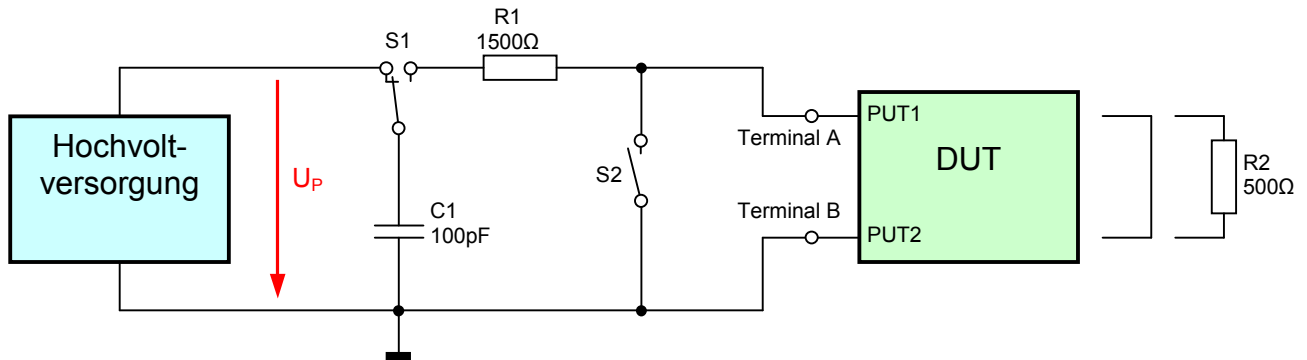 Hochvolt-
versorgung
U_P
S1
R1
1500Ω
C1
100pF
S2
Terminal A
Terminal B
PUT1
DUT
PUT2
R2
500Ω